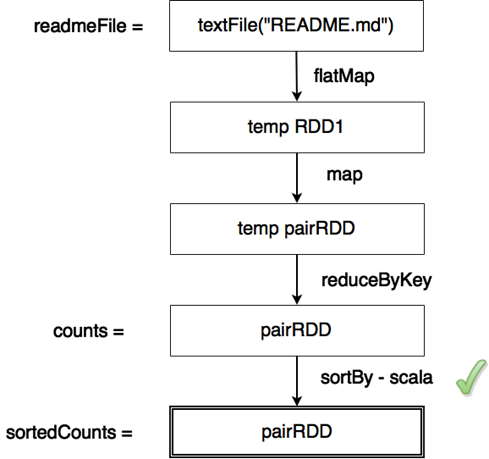 readmeFile = textFile("README.md")
flatMap
temp RDD1
map
temp pairRDD
reduceByKey
counts = pairRDD
sortBy - scala
sortedCounts = pairRDD